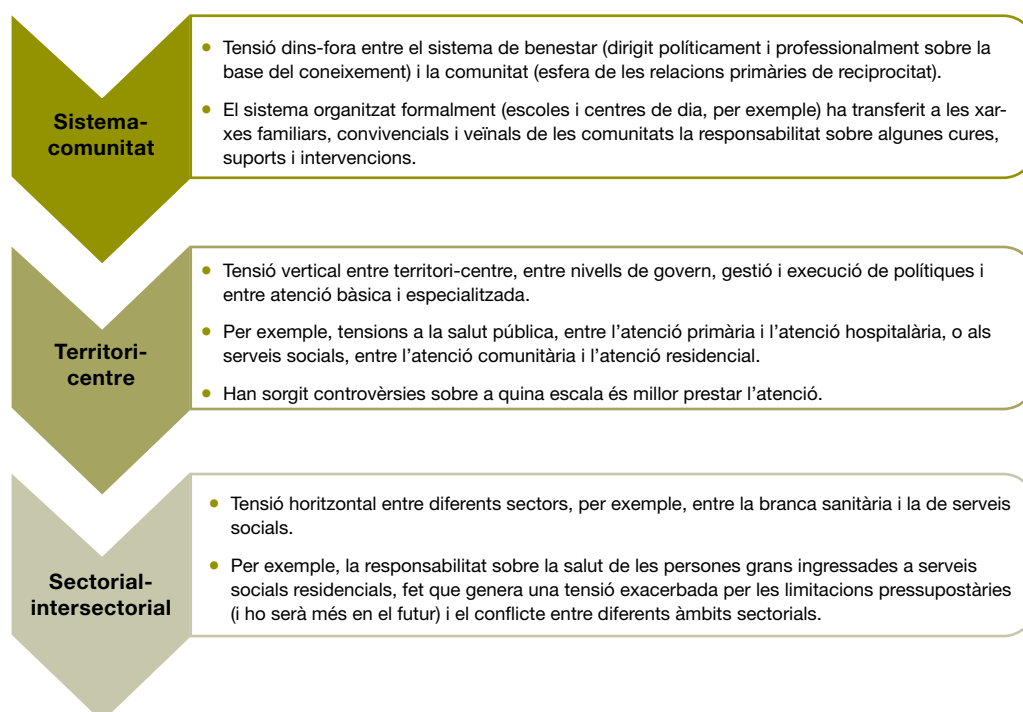 Sistema-
comunitat
• Tensió dins-fora entre el sistema de benestar (dirigit políticament i professionalment sobre la
base del coneixement) i la comunitat (esfera de les relacions primàries de reciprocitat).
• El sistema organitzat formalment (escoles i centres de dia, per exemple) ha transferit a les xar-
xes familiars, convivencials i veïnals de les comunitats la responsabilitat sobre algunes cures,
suports i intervencions.
Territori-
centre
• Tensió vertical entre territori-centre, entre nivells de govern, gestió i execució de polítiques i
entre atenció bàsica i especialitzada.
• Per exemple, tensions a la salut pública, entre l’atenció primària i l’atenció hospitalària, o als
serveis socials, entre l’atenció comunitària i l’atenció residencial.
• Han sorgit controvèrsies sobre a quina escala és millor prestar l’atenció.
Sectorial-
intersectorial
• Tensió horitzontal entre diferents sectors, per exemple, entre la branca sanitària i la de serveis
socials.
• Per exemple, la responsabilitat sobre la salut de les persones grans ingressades a serveis
socials residencials, fet que genera una tensió exacerbada per les limitacions pressupostàries
(i ho serà més en el futur) i el conflicte entre diferents àmbits sectorials.